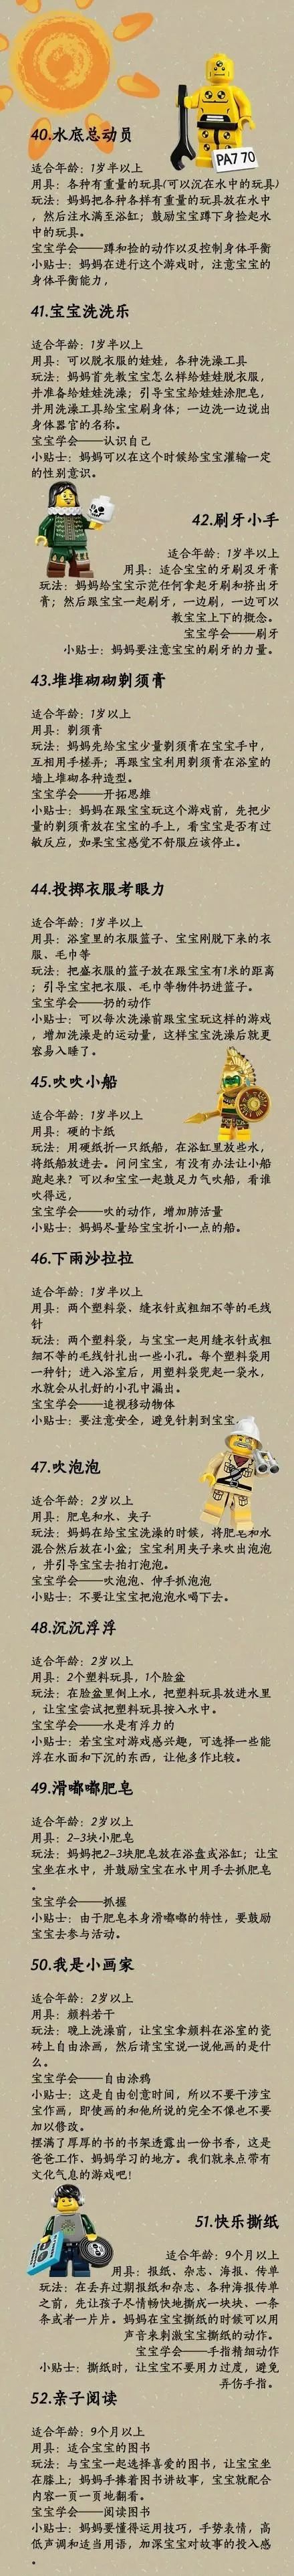 40.水底总动员
PA7 70
适合年龄：1岁半以上
用具：各种有重量的玩具(可以沉在水中的玩具)
玩法：妈妈把各种各样有重量的玩具放在水中
，然后注水满至浴缸；鼓励宝宝蹲下身捡起水
中的玩具。
宝宝学会——蹲和捡的动作以及控制身体平衡
小贴士：妈妈在进行这个游戏时，注意宝宝的
身体平衡能力，
41.宝宝洗洗乐
适合年龄：1岁半以上
用具：可以脱衣服的娃娃，各种洗澡工具
玩法：妈妈首先教宝宝怎么样给娃娃脱衣服，
并准备给娃娃洗澡；引导宝宝给娃娃涂肥皂，
并用洗澡工具给宝宝刷身体；一边洗一边说出
身体器官的名称。
宝宝学会——认识自己
小贴士：妈妈可以在这个时候给宝宝灌输一定
的性别意识。
42.刷牙小手
适合年龄：1岁半以上
用具：适合宝宝的牙刷及牙膏
玩法：妈妈给宝宝示范任何拿起牙刷和挤出牙
膏；然后跟宝宝一起刷牙，一边刷，一边可以
教宝宝上下的概念。
宝宝学会——刷牙
小贴士：妈妈要注意宝宝的刷牙的力量。
43.堆堆砌砌剃须膏
适合年龄：1岁以上
用具：剃须膏
玩法：妈妈先给宝宝少量剃须膏在宝宝手中，
互相用手搓弄；再跟宝宝利用剃须膏在浴室的
墙上堆砌各种造型。
宝宝学会——开拓思维
小贴士：妈妈在跟宝宝玩这个游戏前，先把少
量的剃须膏放在宝宝的手上，看宝宝是否有过
敏反应，如果宝宝感觉不舒服应该停止。
44.投掷衣服考眼力
适合年龄：1岁半以上
用具：浴室里的衣服篮子、宝宝刚脱下来的衣
服、毛巾等
玩法：把盛衣服的篮子放在跟宝宝有1米的距离
；引导宝宝把衣服、毛巾等物件扔进篮子。
宝宝学会——扔的动作
小贴士：可以每次洗澡前跟宝宝玩这样的游戏
，增加洗澡是的运动量，这样宝宝洗澡后就更
容易入睡了。
45.吹吹小船
适合年龄：1岁半以上
用具：硬的卡纸
玩法：用硬纸折一只纸船，在浴缸里放些水，
将纸船放进去。问问宝宝，有没有办法让小船
跑起来？可以和宝宝一起鼓足力气吹船，看谁
吹得远，
宝宝学会——吹的动作，增加肺活量
小贴士：妈妈尽量给宝宝折小一点的船。
46.下雨沙拉拉
适合年龄：1岁半以上
用具：两个塑料袋、缝衣针或粗细不等的毛线
针
玩法：两个塑料袋，与宝宝一起用缝衣针或粗
细不等的毛线针扎出一些小孔。每个塑料袋用
一种针；进入浴室后，用塑料袋兜起一袋水，
水就会从扎好的小孔中漏出。
宝宝学会——追视移动物体
小贴士：要注意安全，避免针刺到宝宝
47.吹泡泡
适合年龄：2岁以上
用具：肥皂和水、夹子
玩法：妈妈在给宝宝洗澡的时候，将肥皂和水
混合然后放在小盆；宝宝利用夹子来吹出泡泡
，并引导宝宝去拍打泡泡。
宝宝学会——吹泡泡、伸手抓泡泡
小贴士：不要让宝宝把泡泡水喝下去。
48.沉沉浮浮
适合年龄：2岁以上
用具：2个塑料玩具，1个脸盆
玩法：在脸盆里倒上水，把塑料玩具放进水里
，让宝宝尝试把塑料玩具按入水中。
宝宝学会——水是有浮力的
小贴士：若宝宝对游戏感兴趣，可选择一些能
浮在水面和下沉的东西，让他多作比较。
49.滑嘟嘟肥皂
适合年龄：2岁以上
用具：2-3块小肥皂
玩法：妈妈把2-3块肥皂放在浴盘或浴缸；让宝
宝坐在水中，并鼓励宝宝在水中用手去抓肥皂
。
宝宝学会——抓握
小贴士：由于肥皂本身滑嘟嘟的特性，要鼓励
宝宝去参与活动。
50.我是小画家
适合年龄：2岁以上
用具：颜料若干
玩法：晚上洗澡前，让宝宝拿颜料在浴室的瓷
砖上自由涂画，然后请宝宝说一说他画的是什
么。
宝宝学会——自由涂鸦
小贴士：这是自由创意时间，所以不要干涉宝
宝作画，即使画的和他所说的完全不像也不要
加以修改。
摆满了厚厚的书的书架透露出一份书香，这是
爸爸工作、妈妈学习的地方。我们就来点带有
文化气息的游戏吧！
51.快乐撕纸
适合年龄：9个月以上
用具：报纸、杂志、海报、传单
玩法：在丢弃过期报纸和杂志、各种海报传单
之前，先让孩子尽情畅快地撕成一块块、一条
条或者一片片。妈妈在宝宝撕纸的时候可以用
声音来刺激宝宝撕纸的动作。
宝宝学会——手指精细动作
小贴士：撕纸时，让宝宝不要用力过度，避免
弄伤手指。
52.亲子阅读
适合年龄：9个月以上
用具：适合宝宝的图书
玩法：与宝宝一起选择喜爱的图书，让宝宝坐
在膝上；妈妈手捧着图书讲故事，宝宝就配合
内容一页一页地翻看。
宝宝学会——阅读图书
小贴士：妈妈要懂得运用技巧，手势表情，高
低声调和适当用语，加深宝宝对故事的投入感
。